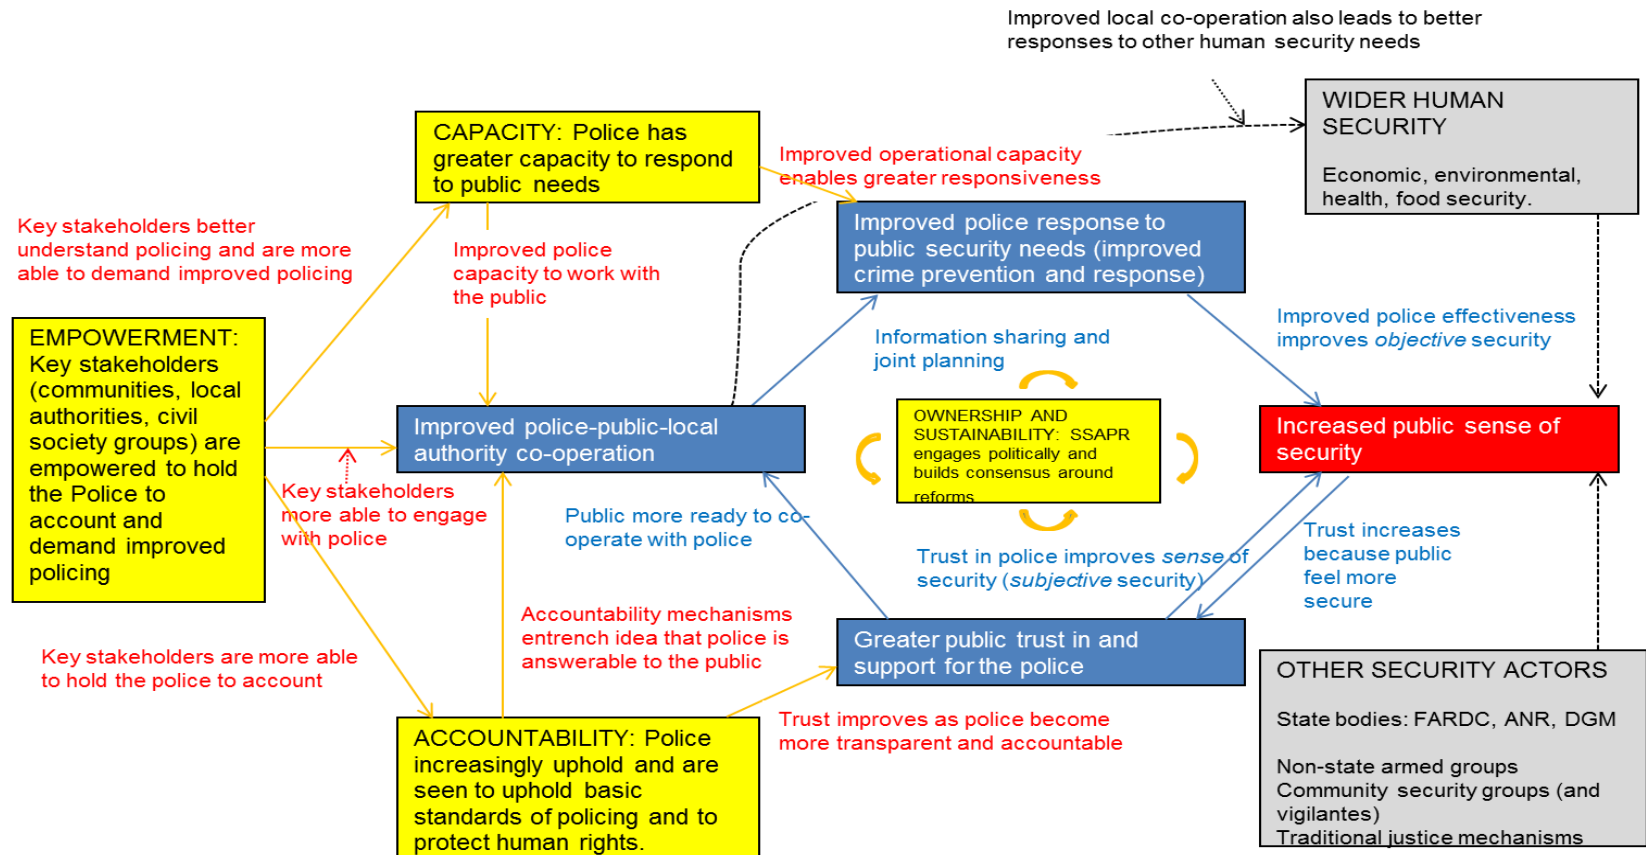 Improved local co-operation also leads to better
responses to other human security needs
WIDER HUMAN
SECURITY
Economic, environmental,
health, food security.
CAPACITY: Police has
greater capacity to respond
to public needs
Improved operational capacity
enables greater responsiveness
Key stakeholders better
understand policing and are more
able to demand improved policing
Improved police
capacity to work with
the public
Improved police response to
public security needs (improved
crime prevention and response)
EMPOWERMENT:
Key stakeholders
(communities, local
authorities, civil
society groups) are
empowered to hold
the Police to
account and
demand improved
policing
Information sharing and
joint planning
Improved police effectiveness
improves objective security
Improved police-public-local
authority co-operation
OWNERSHIP AND
SUSTAINABILITY: SSAPR
engages politically and
builds consensus around
reforms
Increased public sense of
security
Key stakeholders
more able to engage
with police
Public more ready to co-
operate with police
Trust in police improves sense of
security (subjective security)
Trust increases
because public
feel more
secure
Accountability mechanisms
entrench idea that police is
answerable to the public
Greater public trust in and
support for the police
Key stakeholders are more able
to hold the police to account
Trust improves as police become
more transparent and accountable
ACCOUNTABILITY: Police
increasingly uphold and are
seen to uphold basic
standards of policing and to
protect human rights.
OTHER SECURITY ACTORS
State bodies: FARDC, ANR, DGM
Non-state armed groups
Community security groups (and
vigilantes)
Traditional justice mechanisms